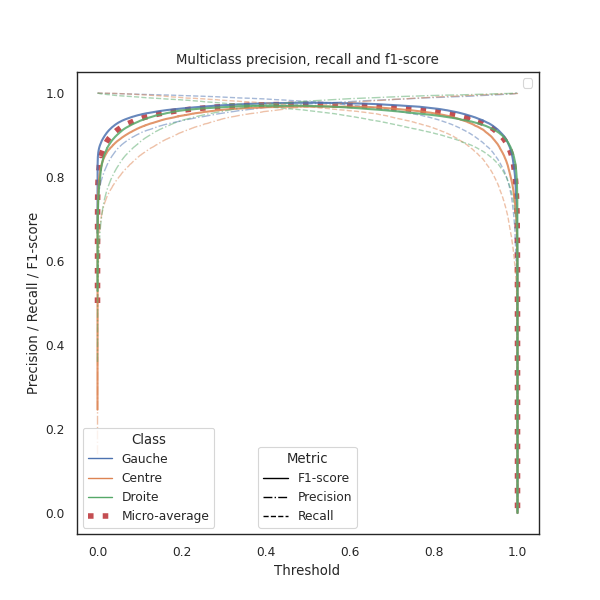 Multiclass precision, recall and f1-score
Precision / Recall / F1-score
1.0
0.8
0.6
0.4
0.2
0.0
Class
Gauche
Centre
Droite
Micro-average
Metric
F1-score
Precision
Recall
0.0 0.2 0.4 0.6 0.8 1.0
Threshold